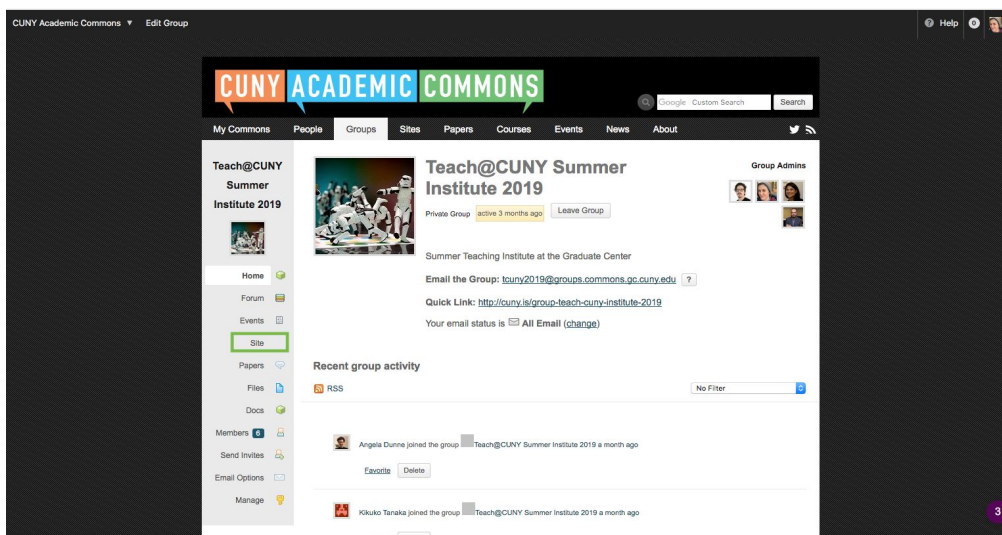 CUNY Academic Commons ▼ Edit Group
Help 0
CUNY ACADEMIC COMMONS
Google Custom Search Search
My Commons People Groups Sites Papers Courses Events News About
Teach@CUNY
Summer
Institute 2019
Home
Forum
Events
Site
Papers
Files
Docs
Members 6
Send Invites
Email Options
Manage
Teach@CUNY Summer
Institute 2019
Private Group active 3 months ago Leave Group
Summer Teaching Institute at the Graduate Center
Email the Group: tcuny2019@groups.commons.gc.cuny.edu ?
Quick Link: http://cuny.is/group-teach-cuny-institute-2019
Your email status is All Email (change)
Group Admins
Recent group activity
RSS
No Filter
Angela Dunne joined the group Teach@CUNY Summer Institute 2019 a month ago
Favorite Delete
Kikuko Tanaka joined the group Teach@CUNY Summer Institute 2019 a month ago
3